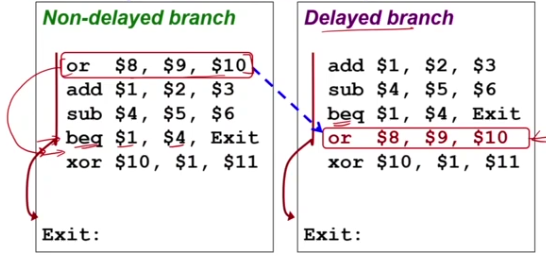 Non-delayed branch
or $8, $9, $10
add $1, $2, $3
sub $4, $5, $6
beq $1, $4, Exit
xor $10, $1, $11
Exit:
Delayed branch
add $1, $2, $3
sub $4, $5, $6
beq $1, $4, Exit
or $8, $9, $10
xor $10, $1, $11
Exit: